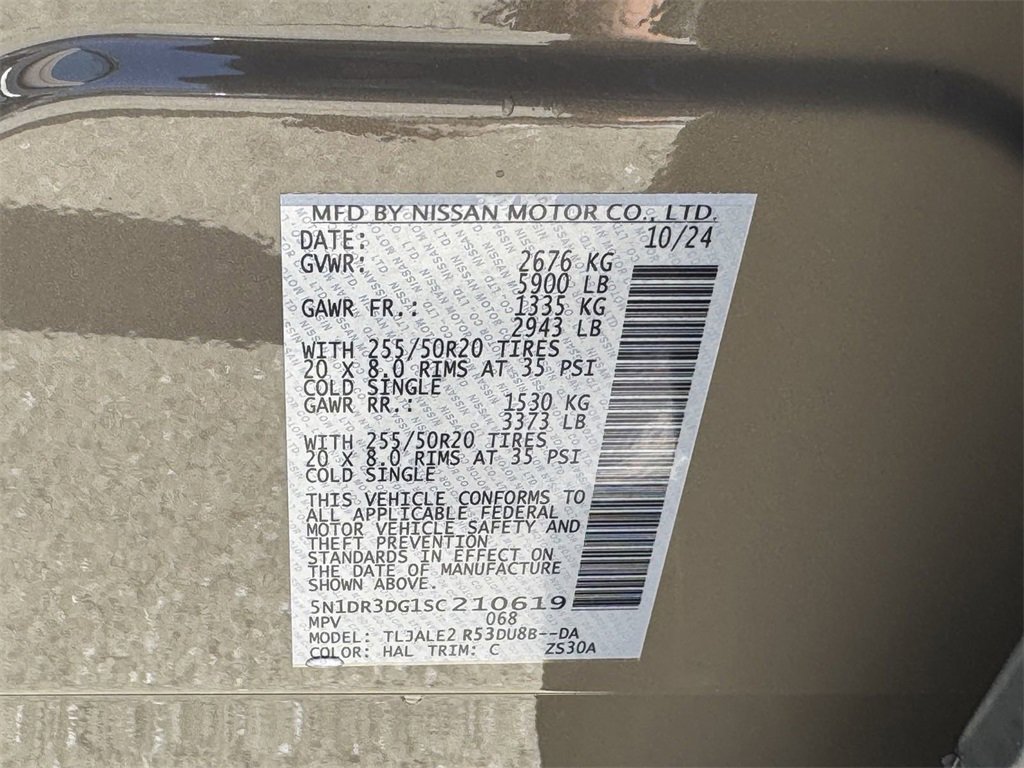 MFD BY NISSAN MOTOR CO., LTD.
DATE: 10/24
GVWR: 2676 KG
5900 LB
GAWR FR.: 1335 KG
2943 LB
WITH 255/50R20 TIRES
20 X 8.0 RIMS AT 35 PSI
COLD SINGLE
GAWR RR.: 1530 KG
3373 LB
WITH 255/50R20 TIRES
20 X 8.0 RIMS AT 35 PSI
COLD SINGLE
THIS VEHICLE CONFORMS TO
ALL APPLICABLE FEDERAL
MOTOR VEHICLE SAFETY AND
THEFT PREVENTION
STANDARDS IN EFFECT ON
THE DATE OF MANUFACTURE
SHOWN ABOVE.
5N1DR3DG1SC210619
MPV 068
MODEL: TLJALE2 R53DU8B--DA
COLOR: HAL TRIM: C ZS30A